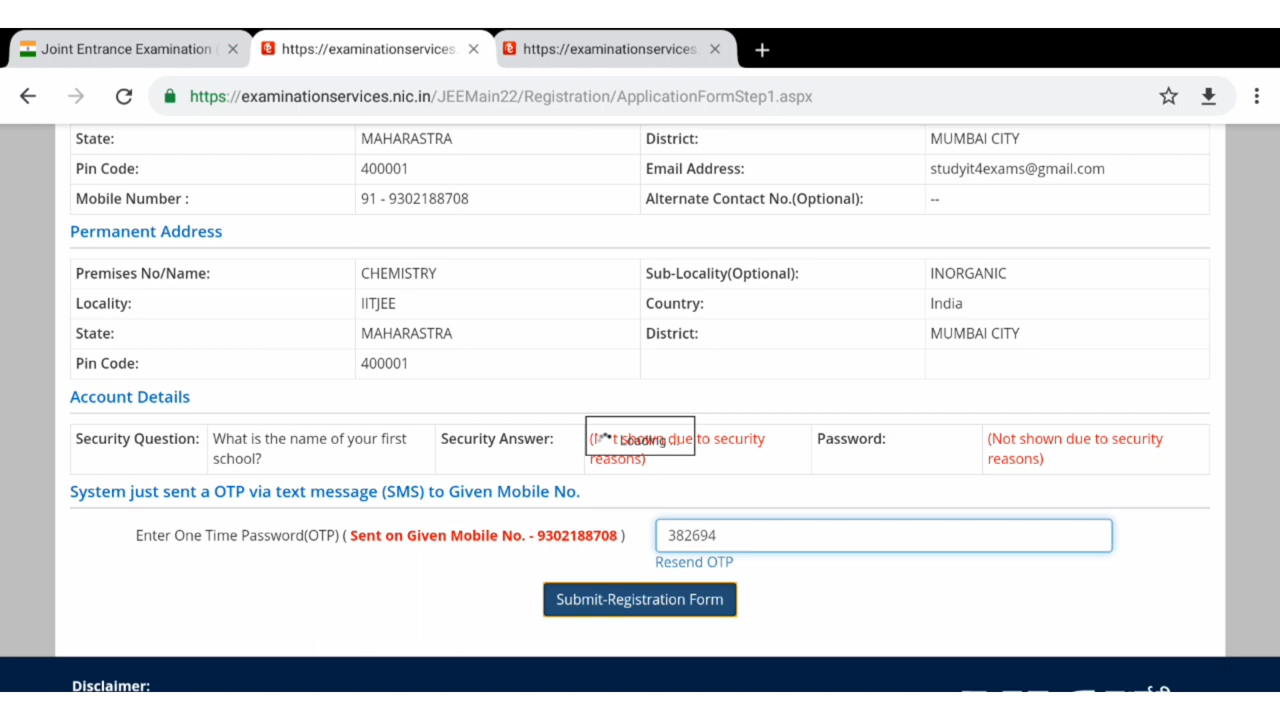 Joint Entrance Examination (
https://examinationservices.
https://examinationservices
https://examinationservices.nic.in/JEEMain22/Registration/ApplicationFormStep1.aspx
State: MAHARASTRA District: MUMBAI CITY
Pin Code: 400001 Email Address: studyit4exams@gmail.com
Mobile Number : 91 - 9302188708 Alternate Contact No.(Optional): --
Permanent Address
Premises No/Name: CHEMISTRY Sub-Locality(Optional): INORGANIC
Locality: IITJEE Country: India
State: MAHARASTRA District: MUMBAI CITY
Pin Code: 400001
Account Details
Security Question: What is the name of your first Security Answer: due to security Password: (Not shown due to security
school? reasons) reasons)
Loading ...
System just sent a OTP via text message (SMS) to Given Mobile No.
Enter One Time Password(OTP) ( Sent on Given Mobile No. - 9302188708 ) 382694
Resend OTP
Submit-Registration Form
Disclaimer: